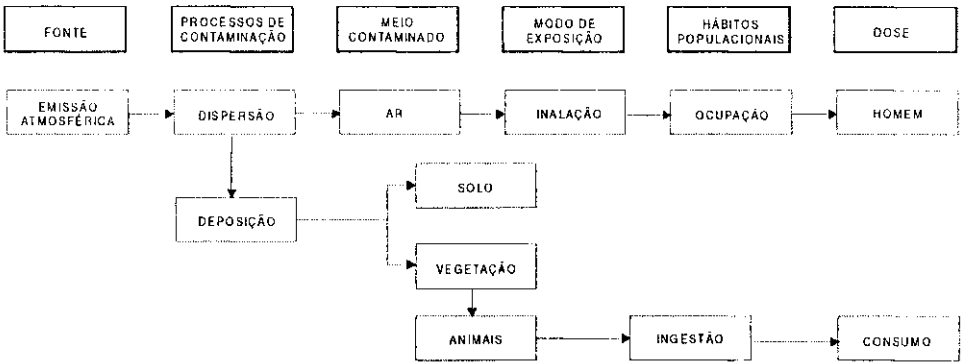 FONTE
PROCESSOS DE
CONTAMINAÇÃO
MEIO
CONTAMINADO
MODO DE
EXPOSIÇÃO
HÁBITOS
POPULACIONAIS
DOSE
EMISSÃO
ATMOSFÉRICA
DISPERSÃO
AR
INALAÇÃO
OCUPAÇÃO
HOMEM
SOLO
DEPOSIÇÃO
VEGETAÇÃO
ANIMAIS
INGESTÃO
CONSUMO